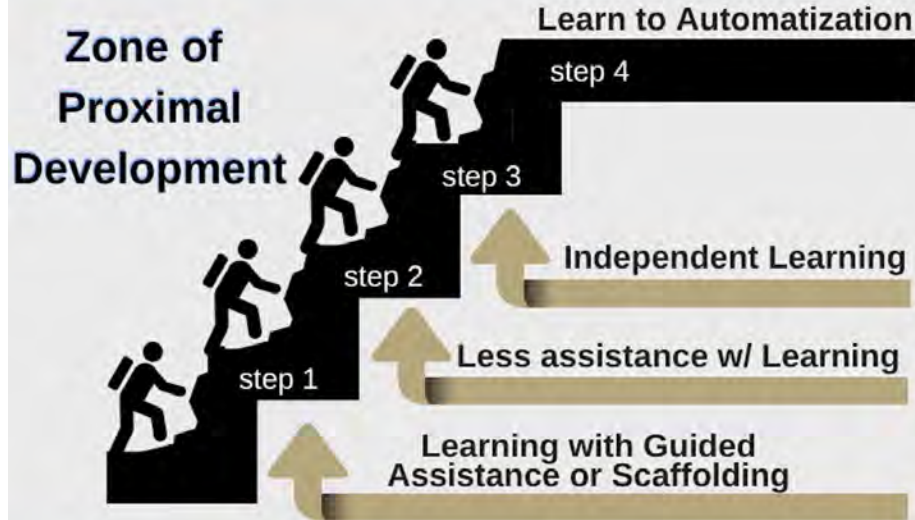 Zone of
Proximal
Development
Learn to Automatization
step 4
step 3
Independent Learning
step 2
Less assistance w/ Learning
step 1
Learning with Guided
Assistance or Scaffolding